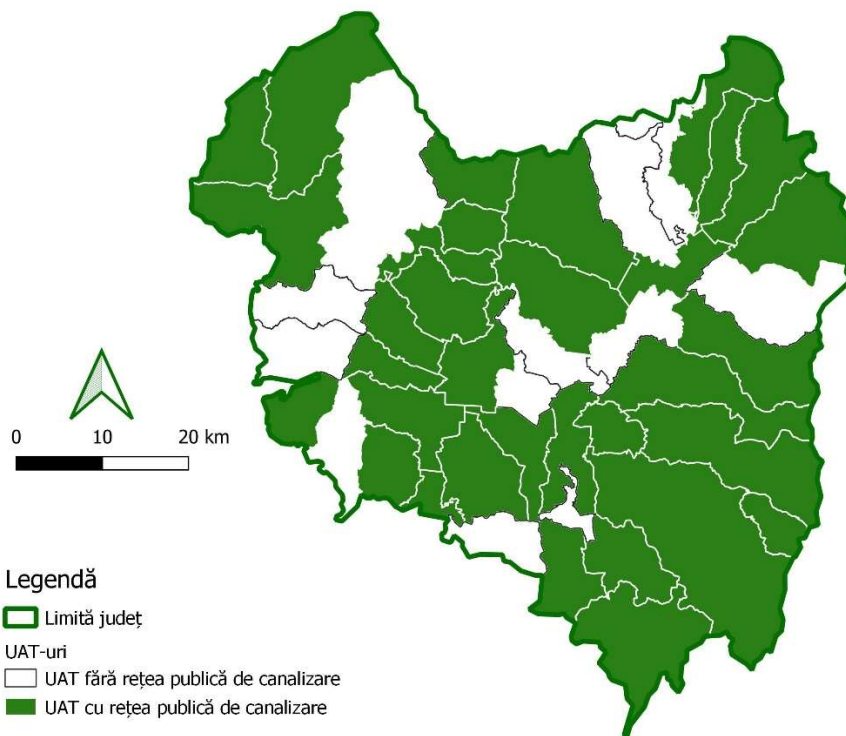 0 10 20 km
Legendă
Limită județ
UAT-uri
UAT fără rețea publică de canalizare
UAT cu rețea publică de canalizare